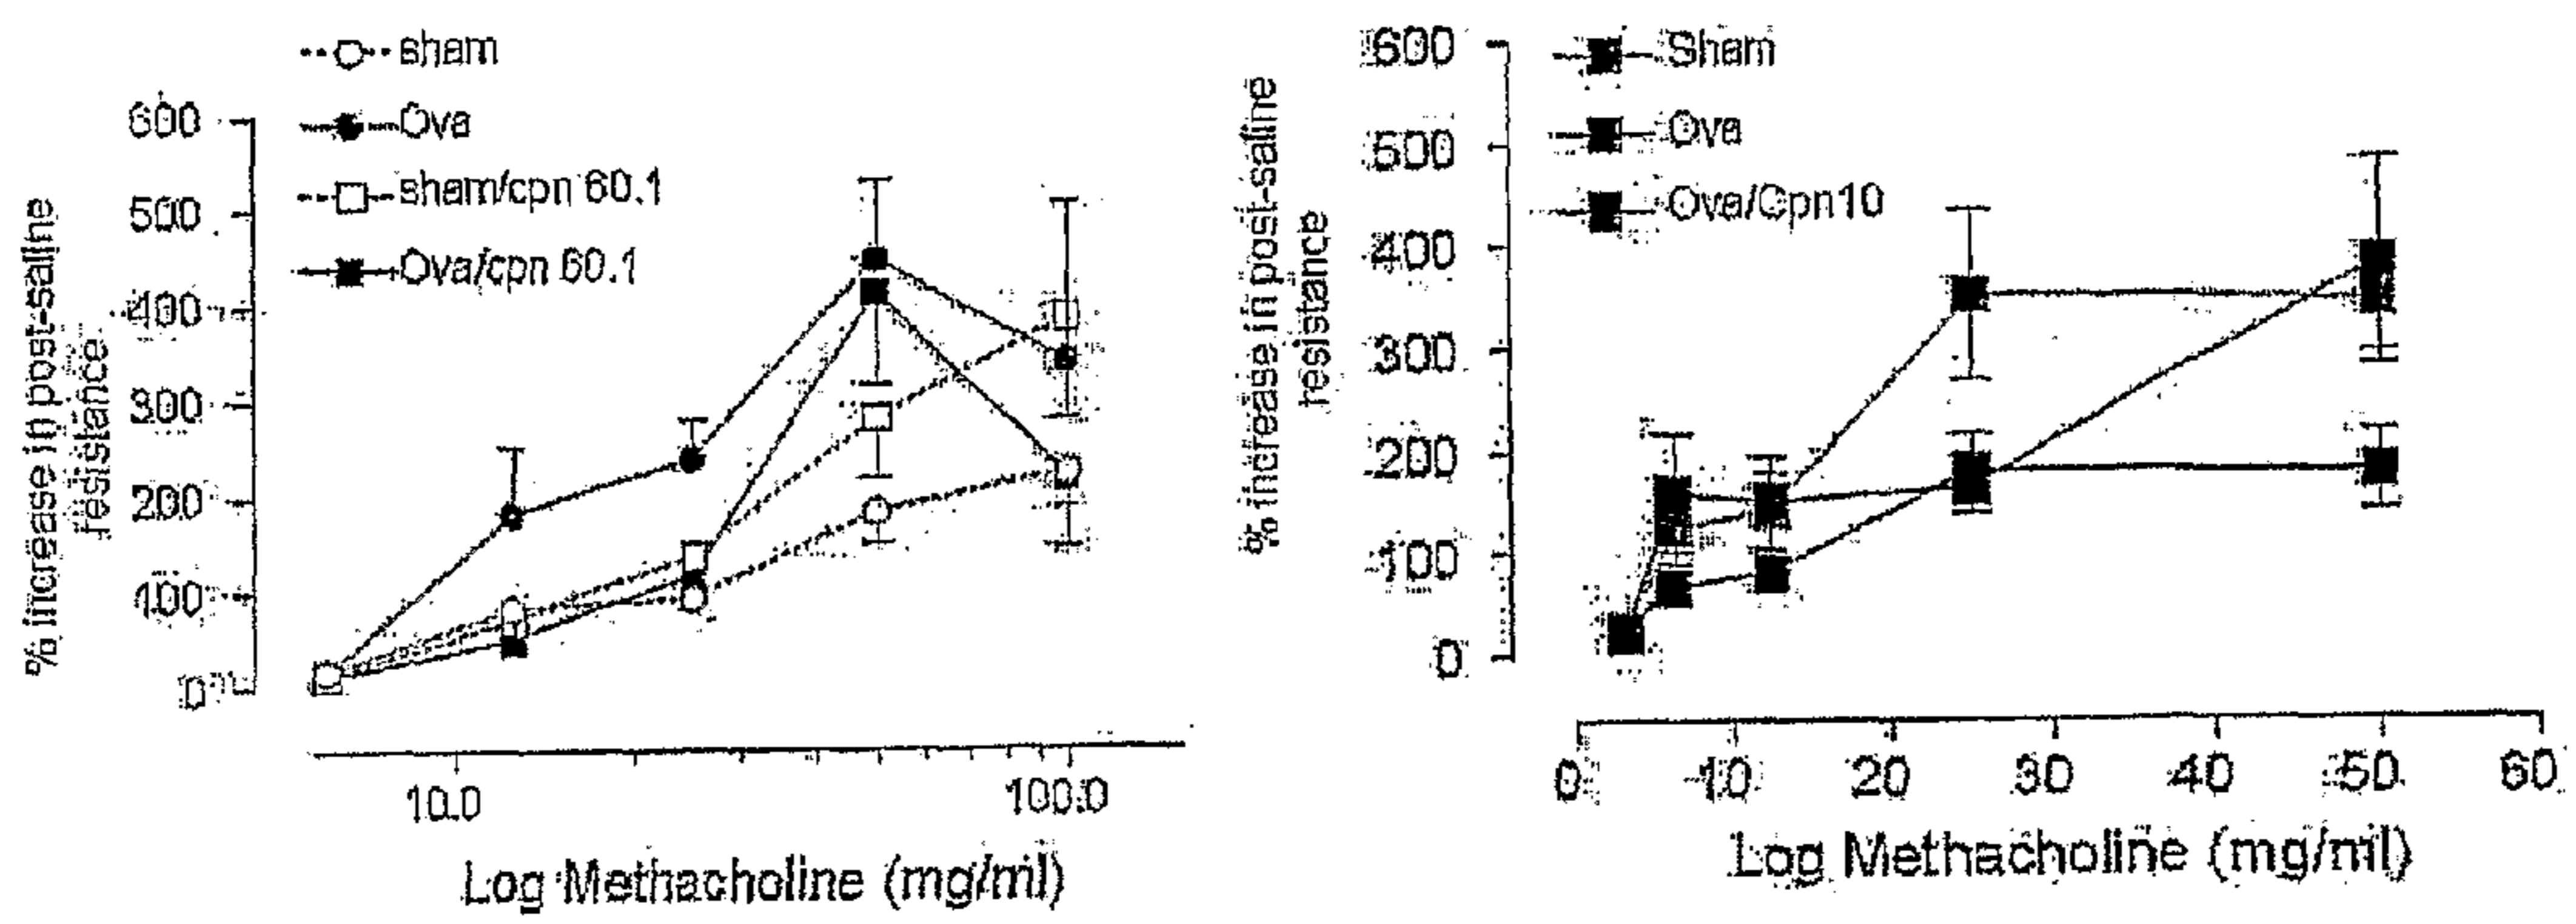 sham
Ova
sham/cpn 60.1
Ova/cpn 60.1
% increase in post-saline
resistance
600
500
400
300
200
100
0
10.0
100.0
Log Methacholine (mg/ml)
Sham
Ova
Ova/Cpn10
% increase in post-saline
resistance
600
500
400
300
200
100
0
0 10 20 30 40 50 60
Log Methacholine (mg/ml)